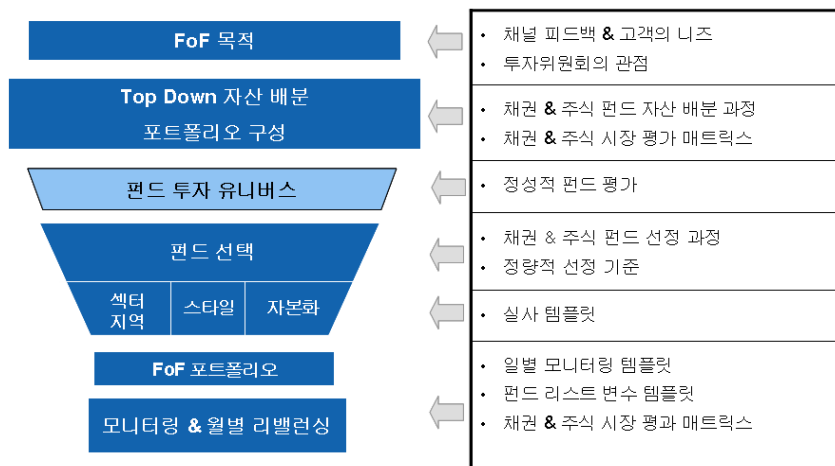 FoF 목적
• 채널 피드백 & 고객의 니즈
• 투자위원회의 관점
Top Down 자산 배분
포트폴리오 구성
• 채권 & 주식 펀드 자산 배분 과정
• 채권 & 주식 시장 평가 매트릭스
펀드 투자 유니버스
• 정성적 펀드 평가
펀드 선택
• 채권 & 주식 펀드 선정 과정
• 정량적 선정 기준
섹터
지역
스타일
자본화
• 실사 템플릿
FoF 포트폴리오
모니터링 & 월별 리밸런싱
• 일별 모니터링 템플릿
• 펀드 리스트 변수 템플릿
• 채권 & 주식 시장 평과 매트릭스